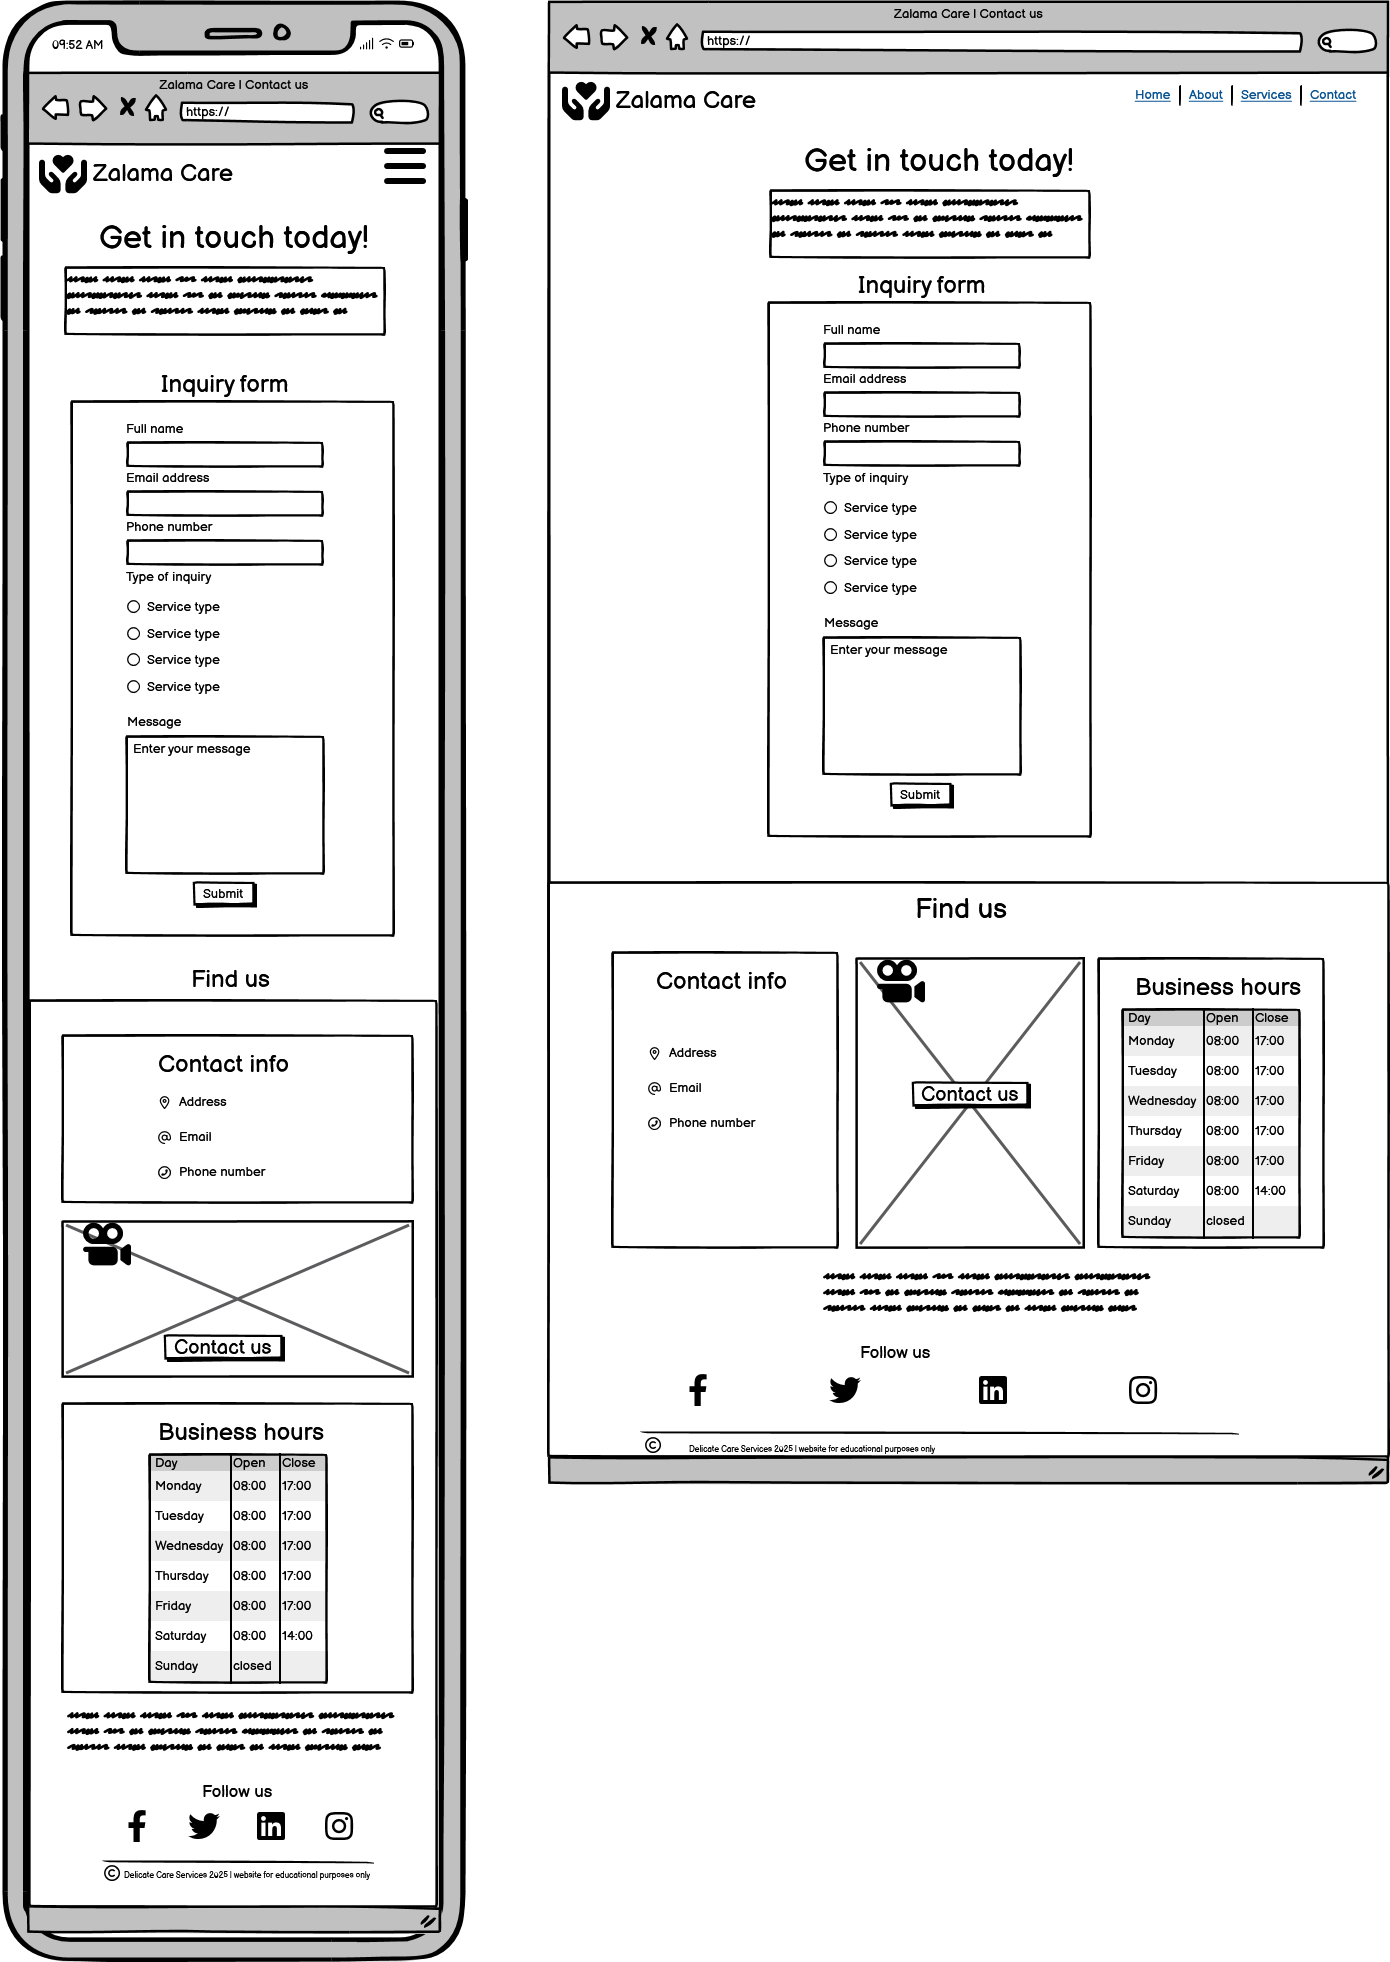 09:52 AM
Zalama Care | Contact us
https://
Zalama Care
Get in touch today!
Inquiry form
Full name
Email address
Phone number
Type of inquiry
Service type
Service type
Service type
Service type
Message
Enter your message
Submit
Find us
Contact info
Address
Email
Phone number
Contact us
Business hours
Day Open Close
Monday 08:00 17:00
Tuesday 08:00 17:00
Wednesday 08:00 17:00
Thursday 08:00 17:00
Friday 08:00 17:00
Saturday 08:00 14:00
Sunday closed
Follow us
© Delicate Care Services 2025 | website for educational purposes only
Zalama Care | Contact us
https://
Zalama Care
Home About Services Contact
Get in touch today!
Inquiry form
Full name
Email address
Phone number
Type of inquiry
Service type
Service type
Service type
Service type
Message
Enter your message
Submit
Find us
Contact info
Address
Email
Phone number
Contact us
Business hours
Day Open Close
Monday 08:00 17:00
Tuesday 08:00 17:00
Wednesday 08:00 17:00
Thursday 08:00 17:00
Friday 08:00 17:00
Saturday 08:00 14:00
Sunday closed
Follow us
© Delicate Care Services 2025 | website for educational purposes only